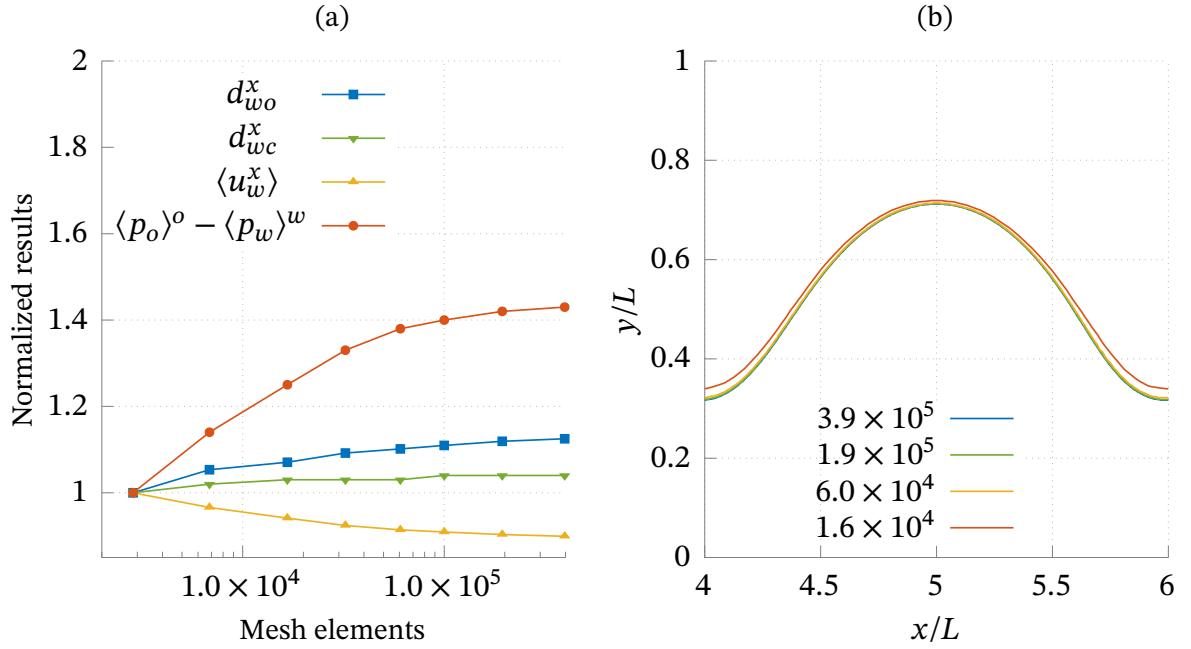 (a)
Normalized results
2
1.8
1.6
1.4
1.2
1
d_{wo}^x
d_{wc}^x
⟨u_w^x⟩
⟨p_o⟩^o − ⟨p_w⟩^w
1.0 × 10^4
1.0 × 10^5
Mesh elements
(b)
y/L
1
0.8
0.6
0.4
0.2
0
3.9 × 10^5
1.9 × 10^5
6.0 × 10^4
1.6 × 10^4
4
4.5
5
5.5
6
x/L